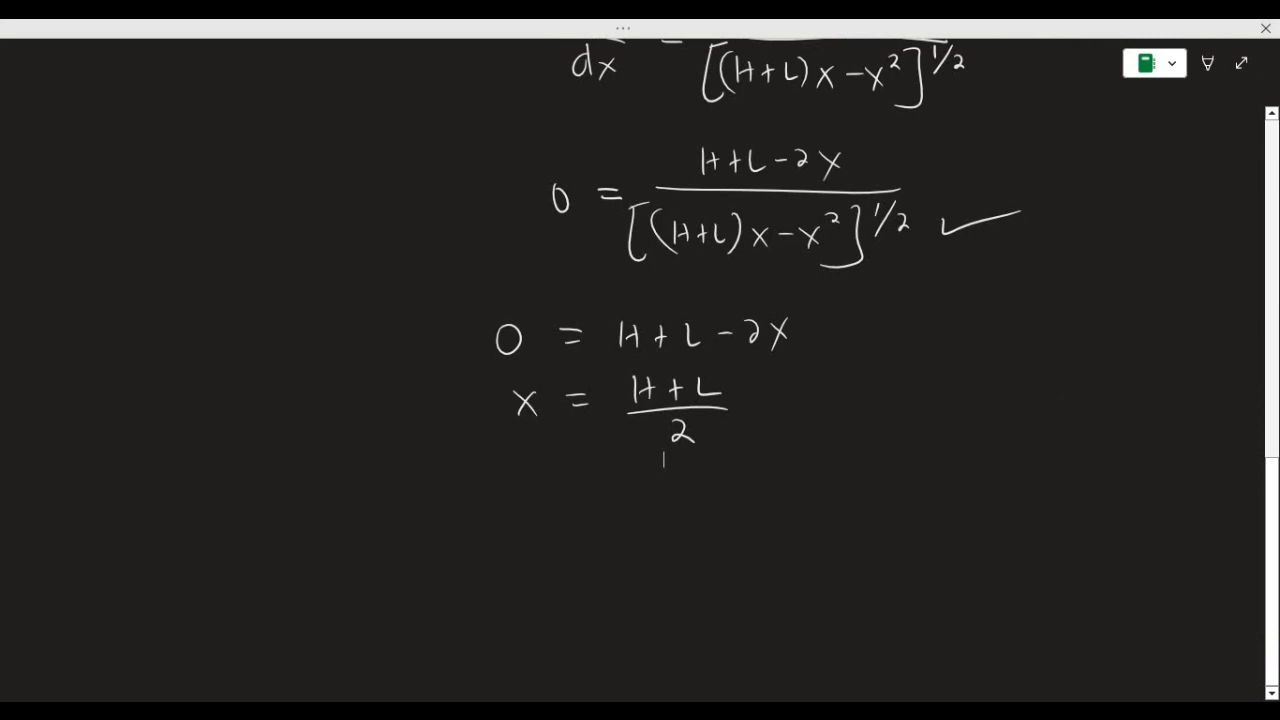 dx = [(H+L)x-x²]^1/2
0 = H+L-2x / [(H+L)x-x²]^1/2 ✓
0 = H+L-2x
x = H+L / 2